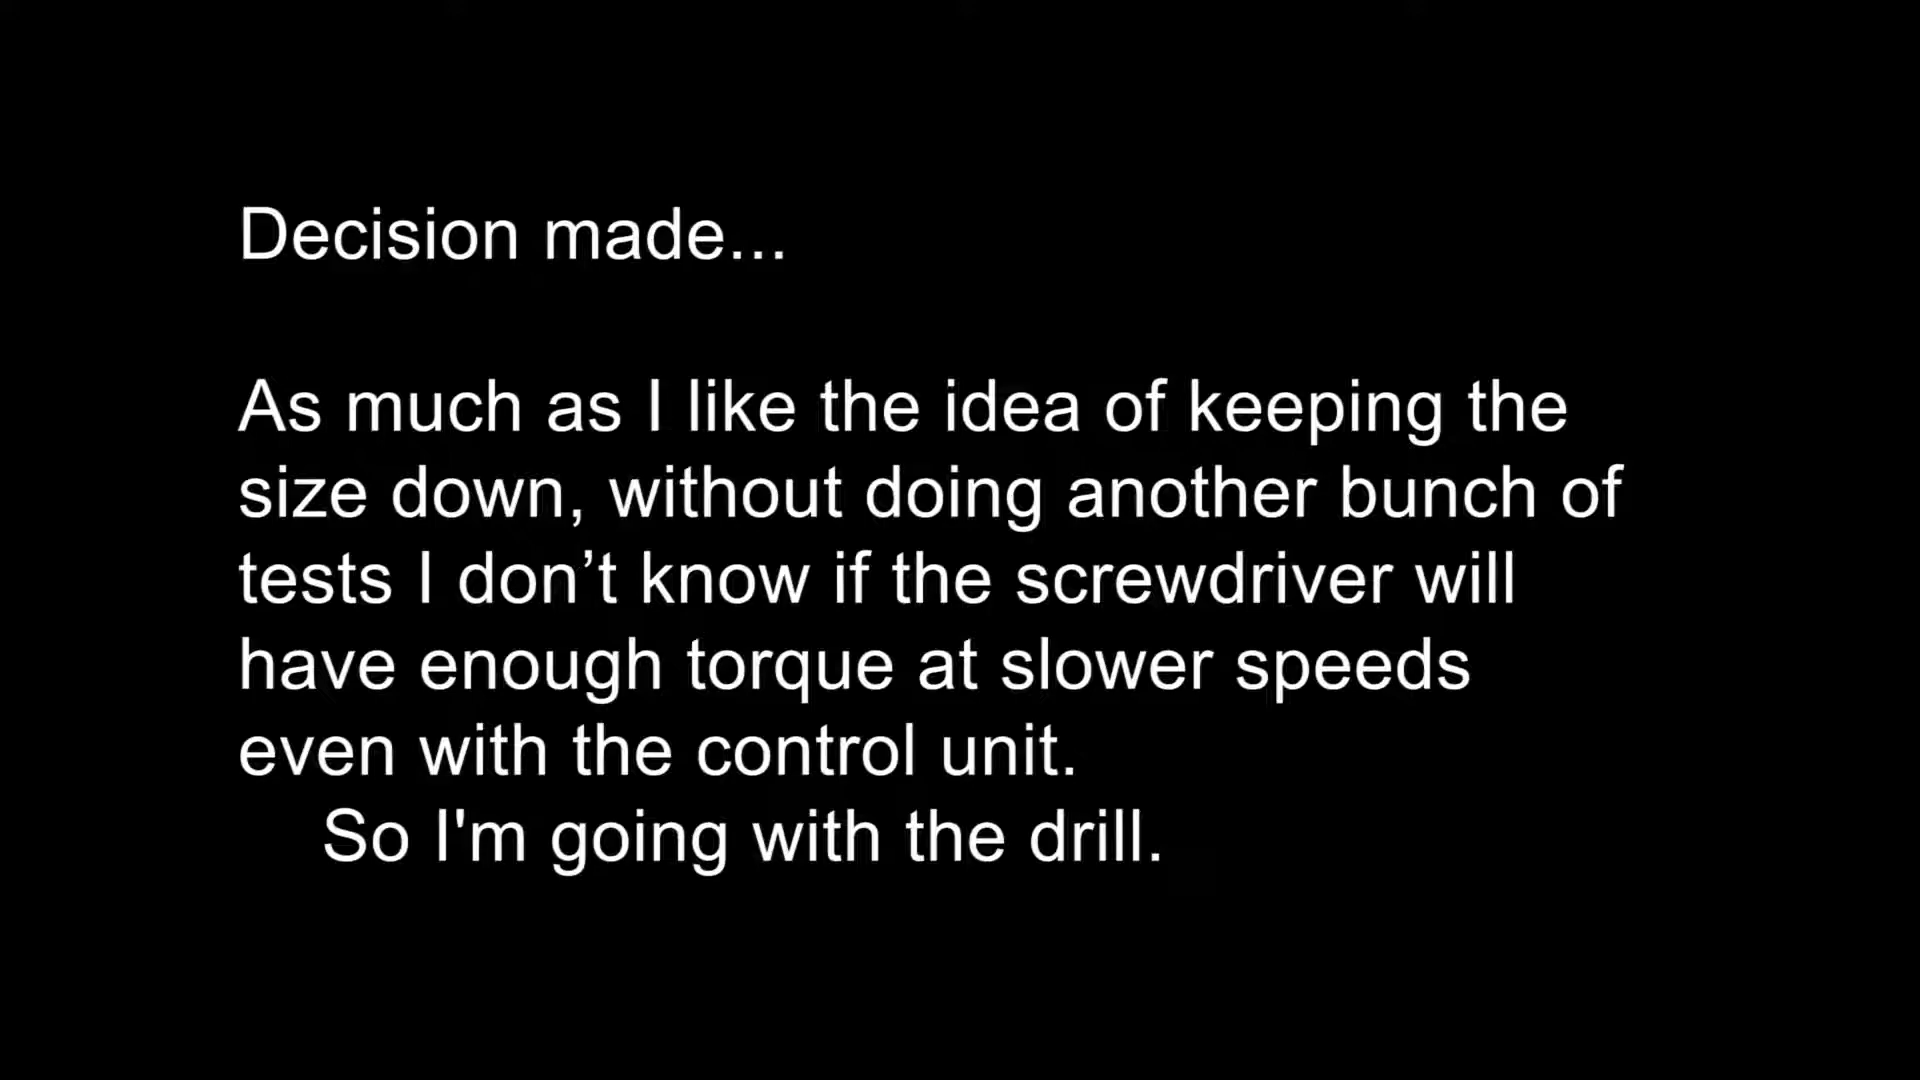 Decision made...
As much as I like the idea of keeping the
size down, without doing another bunch of
tests I don’t know if the screwdriver will
have enough torque at slower speeds
even with the control unit.
So I'm going with the drill.